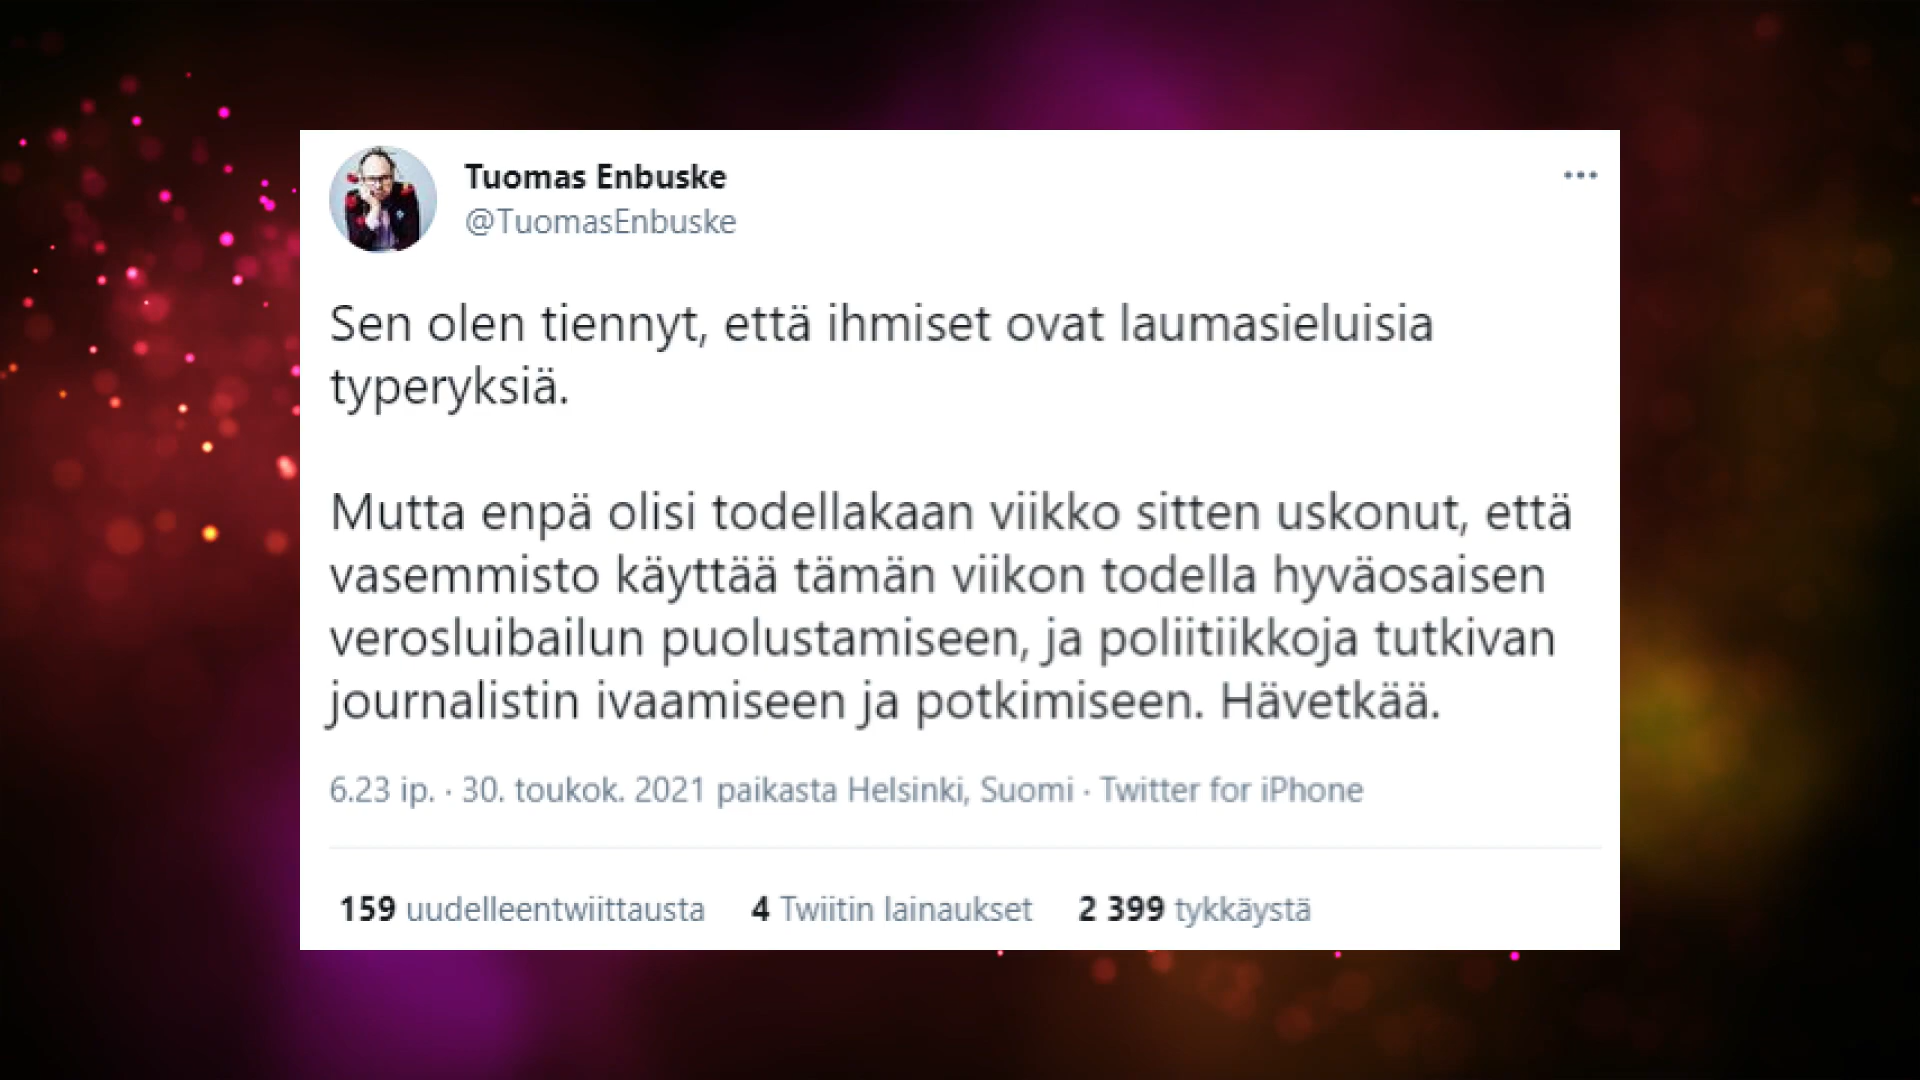 Tuomas Enbuske
@TuomasEnbuske
Sen olen tiennyt, että ihmiset ovat laumasieluisia
typeryksiä.
Mutta enpä olisi todellakaan viikko sitten uskonut, että
vasemmisto käyttää tämän viikon todella hyväosaisen
verosluibailun puolustamiseen, ja poliitiikkoja tutkivan
journalistin ivaamiseen ja potkimiseen. Hävetkää.
6.23 ip. · 30. toukok. 2021 paikasta Helsinki, Suomi · Twitter for iPhone
159 uudelleentwiittausta 4 Twiitin lainaukset 2 399 tykkäystä